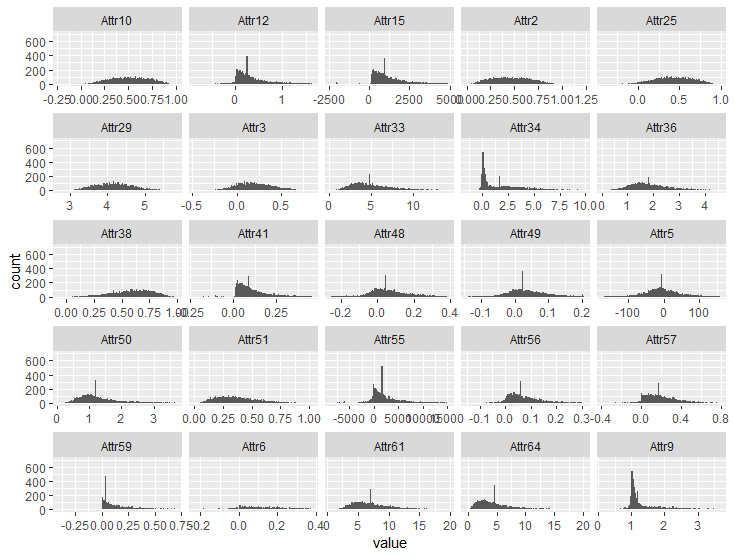 Attr10 Attr12 Attr15 Attr2 Attr25
600
400
200
0
-0.25 0.00 0.25 0.50 0.75 1.00 0 1 -2500 0 2500 5000 0.00 0.25 0.50 0.75 1.00 1.25 0.0 0.5 1.0
Attr29 Attr3 Attr33 Attr34 Attr36
600
400
200
0
3 4 5 -0.5 0.0 0.5 0 5 10 0.0 2.5 5.0 7.5 10.0 0 1 2 3 4
Attr38 Attr41 Attr48 Attr49 Attr5
600
400
200
0
0.00 0.25 0.50 0.75 1.00 -0.25 0.00 0.25 -0.2 0.0 0.2 0.4 -0.1 0.0 0.1 0.2 -100 0 100
Attr50 Attr51 Attr55 Attr56 Attr57
600
400
200
0
0 1 2 3 0.00 0.25 0.50 0.75 1.00 -5000 0 5000 10000 15000 -0.1 0.0 0.1 0.2 0.3 -0.4 0.0 0.4 0.8
Attr59 Attr6 Attr61 Attr64 Attr9
600
400
200
0
-0.25 0.00 0.25 0.50 0.75 -0.2 0.0 0.2 0.4 5 10 15 20 0 5 10 15 20 0 1 2 3
count
value